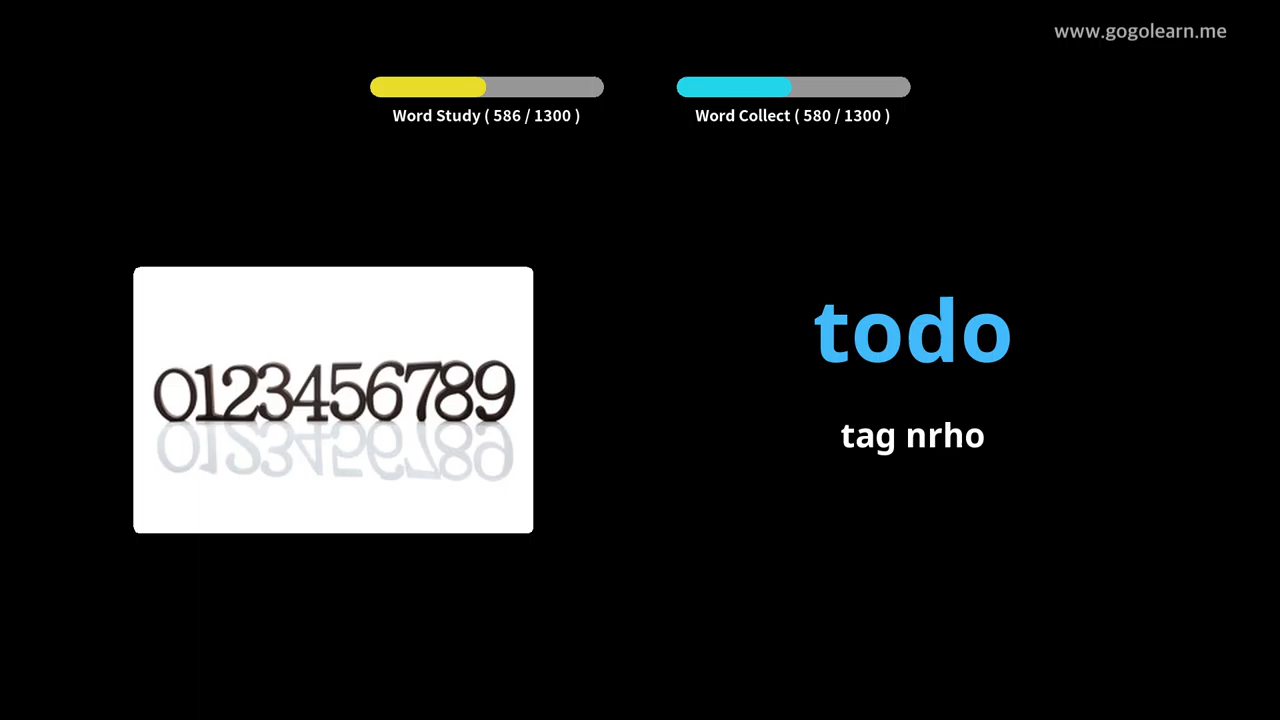 www.gogolearn.me
Word Study ( 586 / 1300 )
Word Collect ( 580 / 1300 )
0123456789
todo
tag nrho